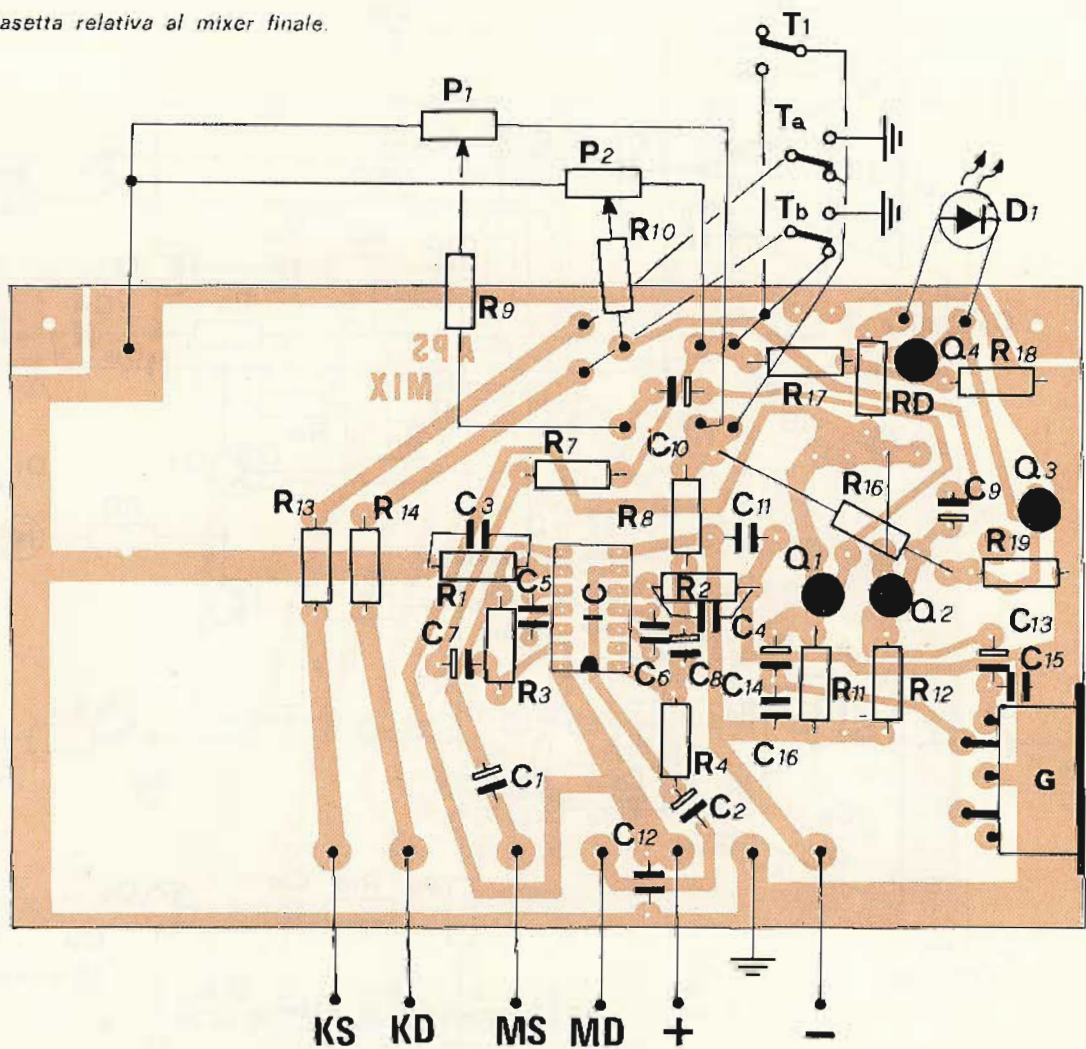 asetta relativa al mixer finale.
T1
P1
Ta
P2
Tb
D1
R10
R9
APS
MIX
Q4
R18
R17
RD
C10
R7
Q3
R16
C9
R13
R14
C3
R8
C11
R19
Q1
C5
IC
R2
R1
Q2
C13
C7
C4
C15
R3
C6
C8
C14
R11
R12
R4
C16
G
C1
C2
C12
KS KD MS MD + −